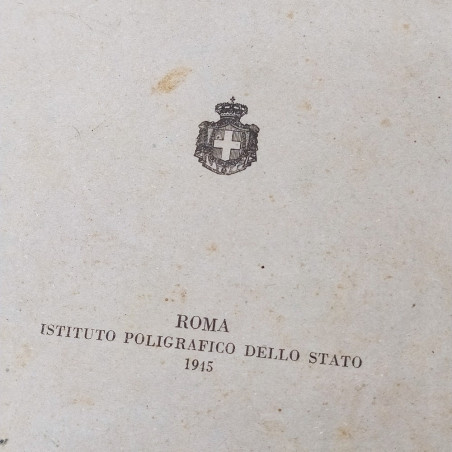 ROMA
ISTITUTO POLIGRAFICO DELLO STATO
1945